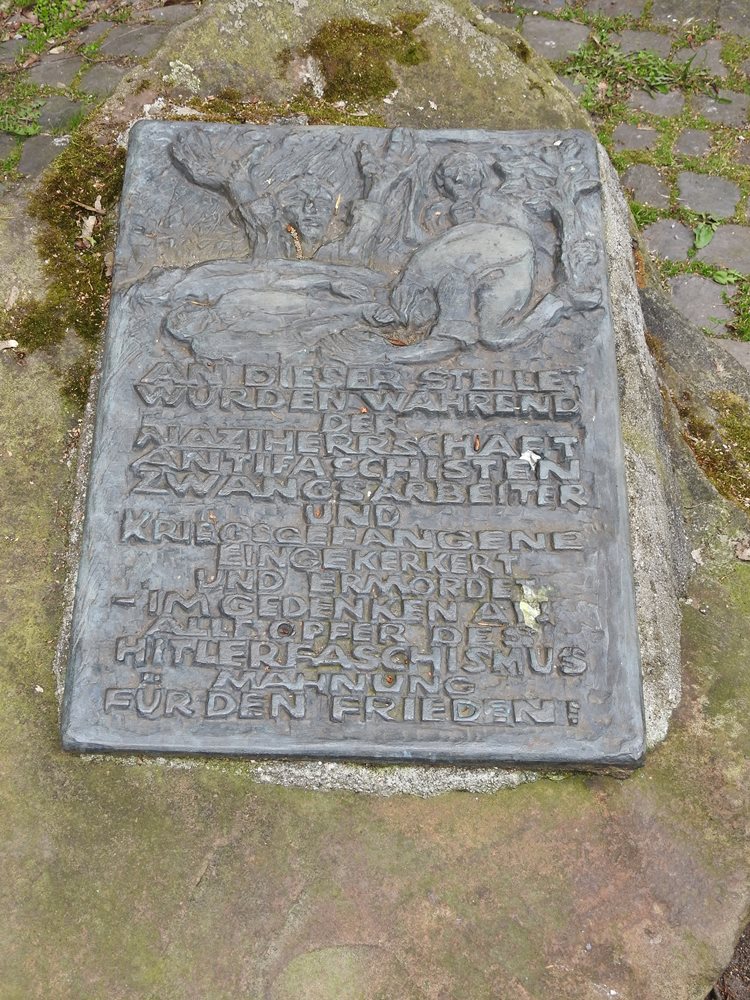 AN DIESER STELLE
WURDEN WÄHREND
DER
NAZIHERRSCHAFT
ANTIFASCHISTEN
ZWANGSARBEITER
UND
KRIEGSGEFANGENE
EINGEKERKERT
UND ERMORDET
-IM GEDENKEN AN
ALLE OPFER DES
HITLERFASCHISMUS
MAHNUNG
FÜR DEN FRIEDEN!